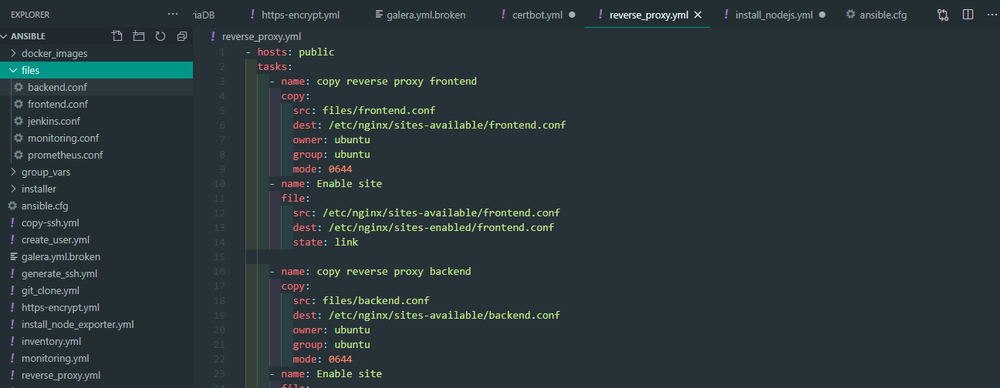 EXPLORER
riaDB
https-encrypt.yml
galera.yml.broken
certbot.yml
reverse_proxy.yml
install_nodejs.yml
ansible.cfg
ANSIBLE
docker_images
files
backend.conf
frontend.conf
jenkins.conf
monitoring.conf
prometheus.conf
group_vars
installer
ansible.cfg
copy-ssh.yml
create_user.yml
galera.yml.broken
generate_ssh.yml
git_clone.yml
https-encrypt.yml
install_node_exporter.yml
inventory.yml
monitoring.yml
reverse_proxy.yml
reverse_proxy.yml
1 - hosts: public
2 tasks:
3 - name: copy reverse proxy frontend
4 copy:
5 src: files/frontend.conf
6 dest: /etc/nginx/sites-available/frontend.conf
7 owner: ubuntu
8 group: ubuntu
9 mode: 0644
10 - name: Enable site
11 file:
12 src: /etc/nginx/sites-available/frontend.conf
13 dest: /etc/nginx/sites-enabled/frontend.conf
14 state: link
15
16 - name: copy reverse proxy backend
17 copy:
18 src: files/backend.conf
19 dest: /etc/nginx/sites-available/backend.conf
20 owner: ubuntu
21 group: ubuntu
22 mode: 0644
23 - name: Enable site
24 file: